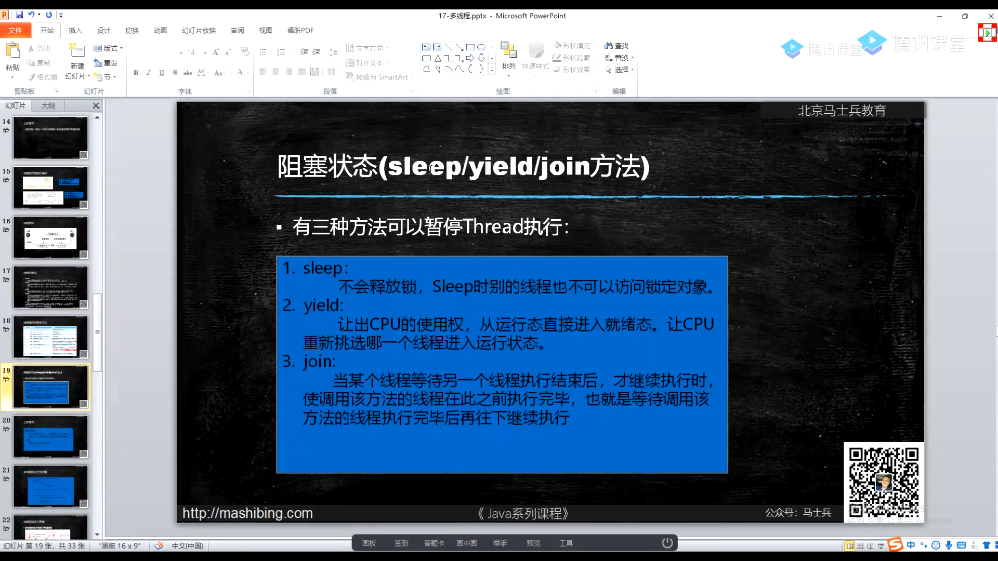 17-多线程.pptx - Microsoft PowerPoint
文件 开始 插入 设计 切换 动画 幻灯片放映 审阅 视图 福昕PDF
粘贴 剪切 复制 格式刷
新建 幻灯片 版式 重设 节
文字方向 对齐文本 转换为 SmartArt
排列 快速样式 形状填充 形状轮廓 形状效果
查找 替换 选择
剪贴板 幻灯片 字体 段落 绘图 编辑
腾讯课堂 腾讯课堂
幻灯片 大纲
14
15
16
17
18
19
20
21
22
北京马士兵教育
阻塞状态(sleep/yield/join方法)
▪ 有三种方法可以暂停Thread执行：
1. sleep：
不会释放锁，Sleep时别的线程也不可以访问锁定对象。
2. yield:
让出CPU的使用权，从运行态直接进入就绪态。让CPU
重新挑选哪一个线程进入运行状态。
3. join:
当某个线程等待另一个线程执行结束后，才继续执行时，
使调用该方法的线程在此之前执行完毕，也就是等待调用该
方法的线程执行完毕后再往下继续执行
http://mashibing.com
《Java系列课程》
公众号：马士兵
画板 签到 答题卡 画中画 举手 预览 工具
幻灯片 第 19 张，共 33 张 "黑板 16 x 9" 中文(中国)
中